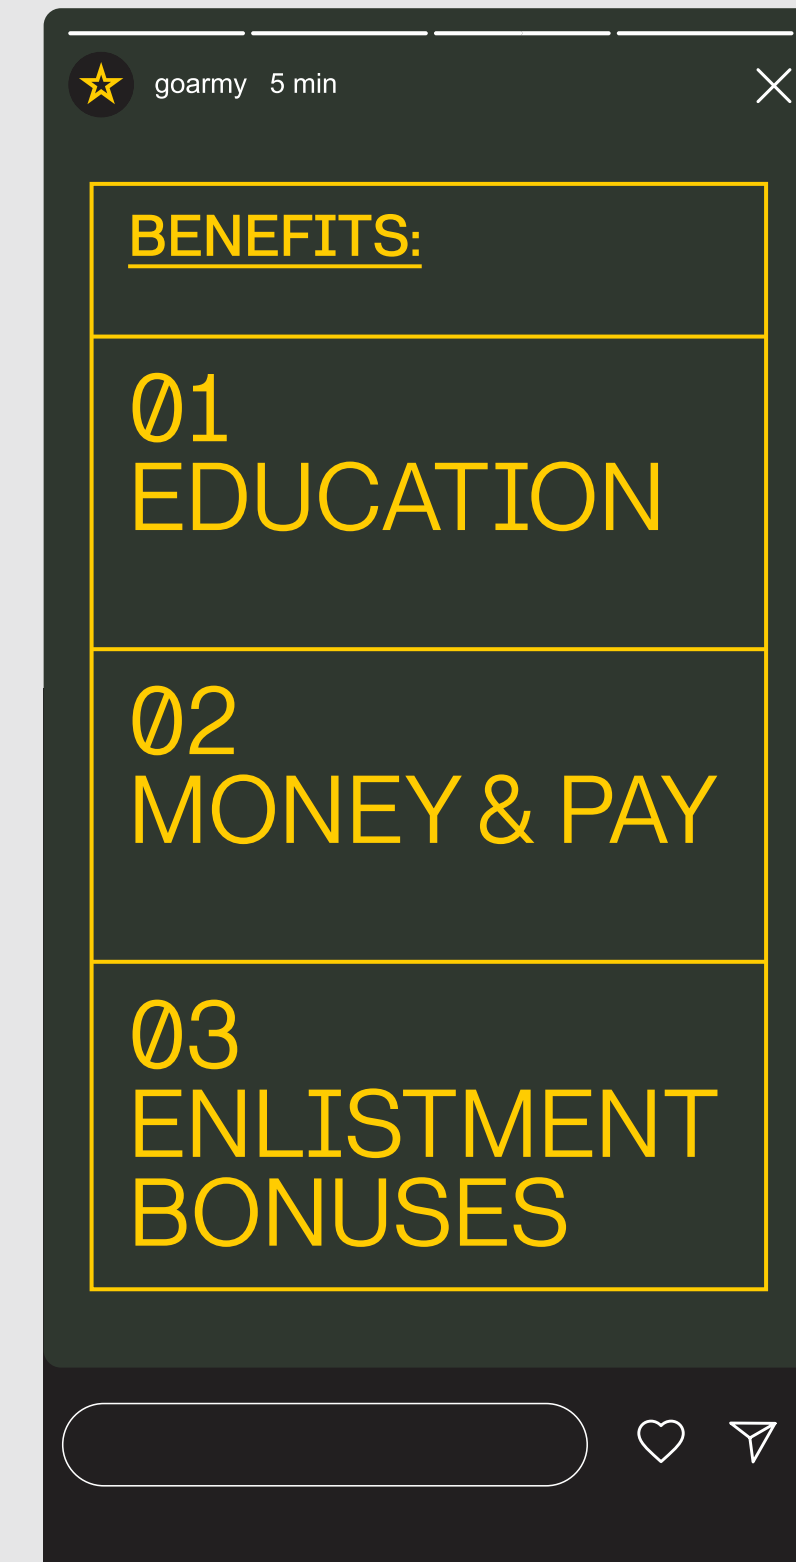 goarmy 5 min
BENEFITS:
01
EDUCATION
02
MONEY & PAY
03
ENLISTMENT
BONUSES